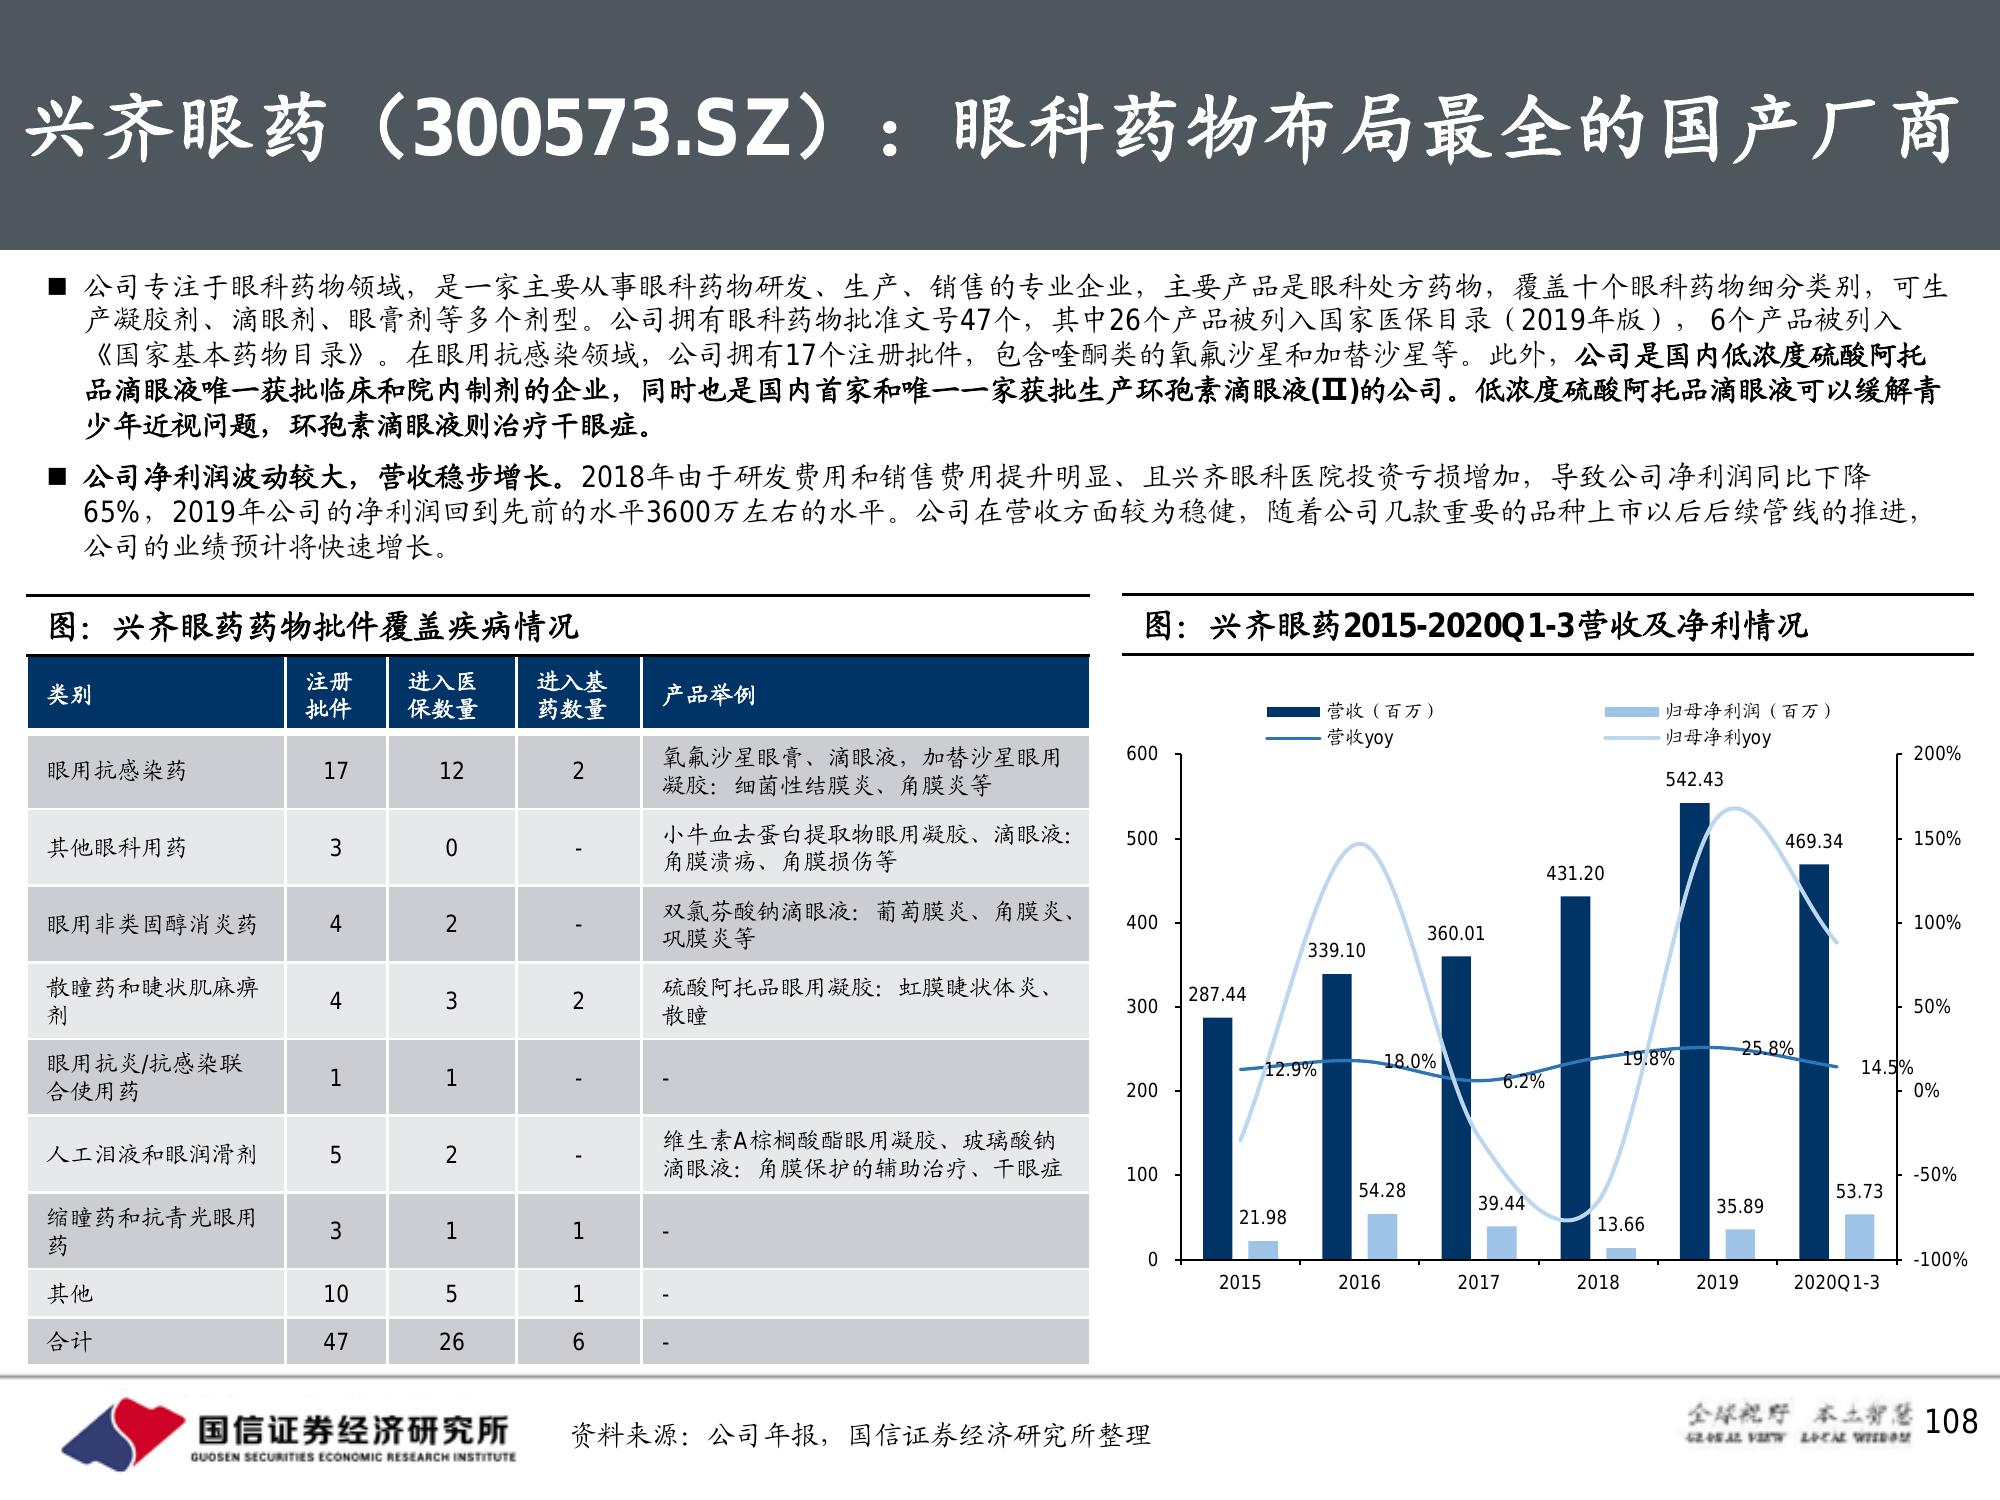 兴齐眼药（300573.SZ）：眼科药物布局最全的国产厂商
■ 公司专注于眼科药物领域，是一家主要从事眼科药物研发、生产、销售的专业企业，主要产品是眼科处方药物，覆盖十个眼科药物细分类别，可生
产凝胶剂、滴眼剂、眼膏剂等多个剂型。公司拥有眼科药物批准文号47个，其中26个产品被列入国家医保目录（2019年版），6个产品被列入
《国家基本药物目录》。在眼用抗感染领域，公司拥有17个注册批件，包含喹酮类的氧氟沙星和加替沙星等。此外，公司是国内低浓度硫酸阿托
品滴眼液唯一获批临床和院内制剂的企业，同时也是国内首家和唯一一家获批生产环孢素滴眼液(Ⅱ)的公司。低浓度硫酸阿托品滴眼液可以缓解青
少年近视问题，环孢素滴眼液则治疗干眼症。
■ 公司净利润波动较大，营收稳步增长。2018年由于研发费用和销售费用提升明显、且兴齐眼科医院投资亏损增加，导致公司净利润同比下降
65%，2019年公司的净利润回到先前的水平3600万左右的水平。公司在营收方面较为稳健，随着公司几款重要的品种上市以后后续管线的推进，
公司的业绩预计将快速增长。
图：兴齐眼药药物批件覆盖疾病情况
类别
注册
批件
进入医
保数量
进入基
药数量
产品举例
眼用抗感染药
17
12
2
氧氟沙星眼膏、滴眼液，加替沙星眼用
凝胶：细菌性结膜炎、角膜炎等
其他眼科用药
3
0
-
小牛血去蛋白提取物眼用凝胶、滴眼液：
角膜溃疡、角膜损伤等
眼用非类固醇消炎药
4
2
-
双氯芬酸钠滴眼液：葡萄膜炎、角膜炎、
巩膜炎等
散瞳药和睫状肌麻痹
剂
4
3
2
硫酸阿托品眼用凝胶：虹膜睫状体炎、
散瞳
眼用抗炎/抗感染联
合使用药
1
1
-
-
人工泪液和眼润滑剂
5
2
-
维生素A棕榈酸酯眼用凝胶、玻璃酸钠
滴眼液：角膜保护的辅助治疗、干眼症
缩瞳药和抗青光眼用
药
3
1
1
-
其他
10
5
1
-
合计
47
26
6
-
图：兴齐眼药2015-2020Q1-3营收及净利情况
营收（百万）
归母净利润（百万）
营收yoy
归母净利yoy
600
500
400
300
200
100
0
200%
150%
100%
50%
0%
-50%
-100%
287.44
339.10
360.01
431.20
542.43
469.34
12.9%
18.0%
6.2%
19.8%
25.8%
14.5%
21.98
54.28
39.44
13.66
35.89
53.73
2015
2016
2017
2018
2019
2020Q1-3
国信证券经济研究所
GUOSEN SECURITIES ECONOMIC RESEARCH INSTITUTE
资料来源：公司年报，国信证券经济研究所整理
全球视野 本土智慧
GLOBAL VIEW LOCAL WISDOM
108